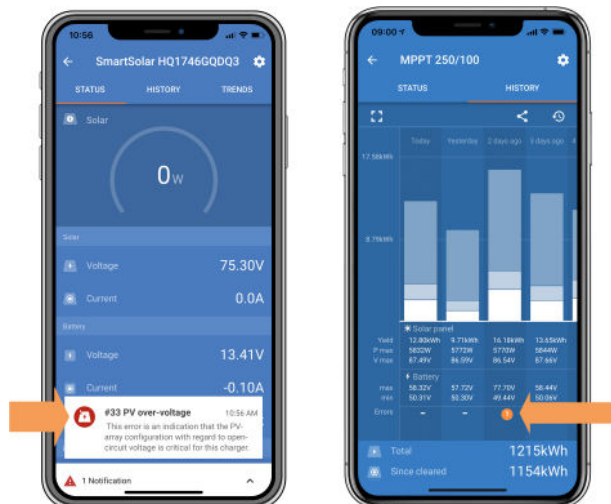 10:56
SmartSolar HQ1746GQDQ3
STATUS HISTORY TRENDS
Solar
0W
Solar
Voltage 75.30V
Current 0.0A
Battery
Voltage 13.41V
Current -0.10A
#33 PV over-voltage 10:56 AM
This error is an indication that the PV-
array configuration with regard to open-
circuit voltage is critical for this charger.
1 Notification
09:00
MPPT 250/100
STATUS HISTORY
Today Yesterday 2 days ago 3 days ago 4
17.58kWh
8.79kWh
Solar panel
Yield 12.80kWh 9.71kWh 16.18kWh 13.65kWh
P max 5832W 5772W 5770W 5844W
V max 87.49V 86.59V 86.54V 87.66V
Battery
max 58.32V 57.72V 77.70V 58.44V
min 50.31V 50.30V 49.44V 50.06V
Errors - - 1
Total 1215kWh
Since cleared 1154kWh